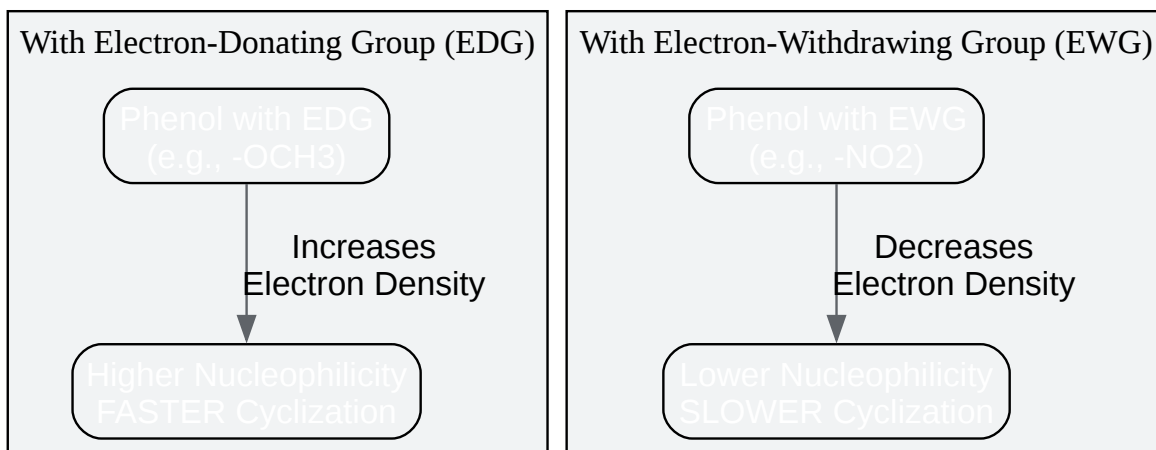 With Electron-Donating Group (EDG)
Phenol with EDG
(e.g., -OCH3)
Increases
Electron Density
Higher Nucleophilicity
FASTER Cyclization
With Electron-Withdrawing Group (EWG)
Phenol with EWG
(e.g., -NO2)
Decreases
Electron Density
Lower Nucleophilicity
SLOWER Cyclization